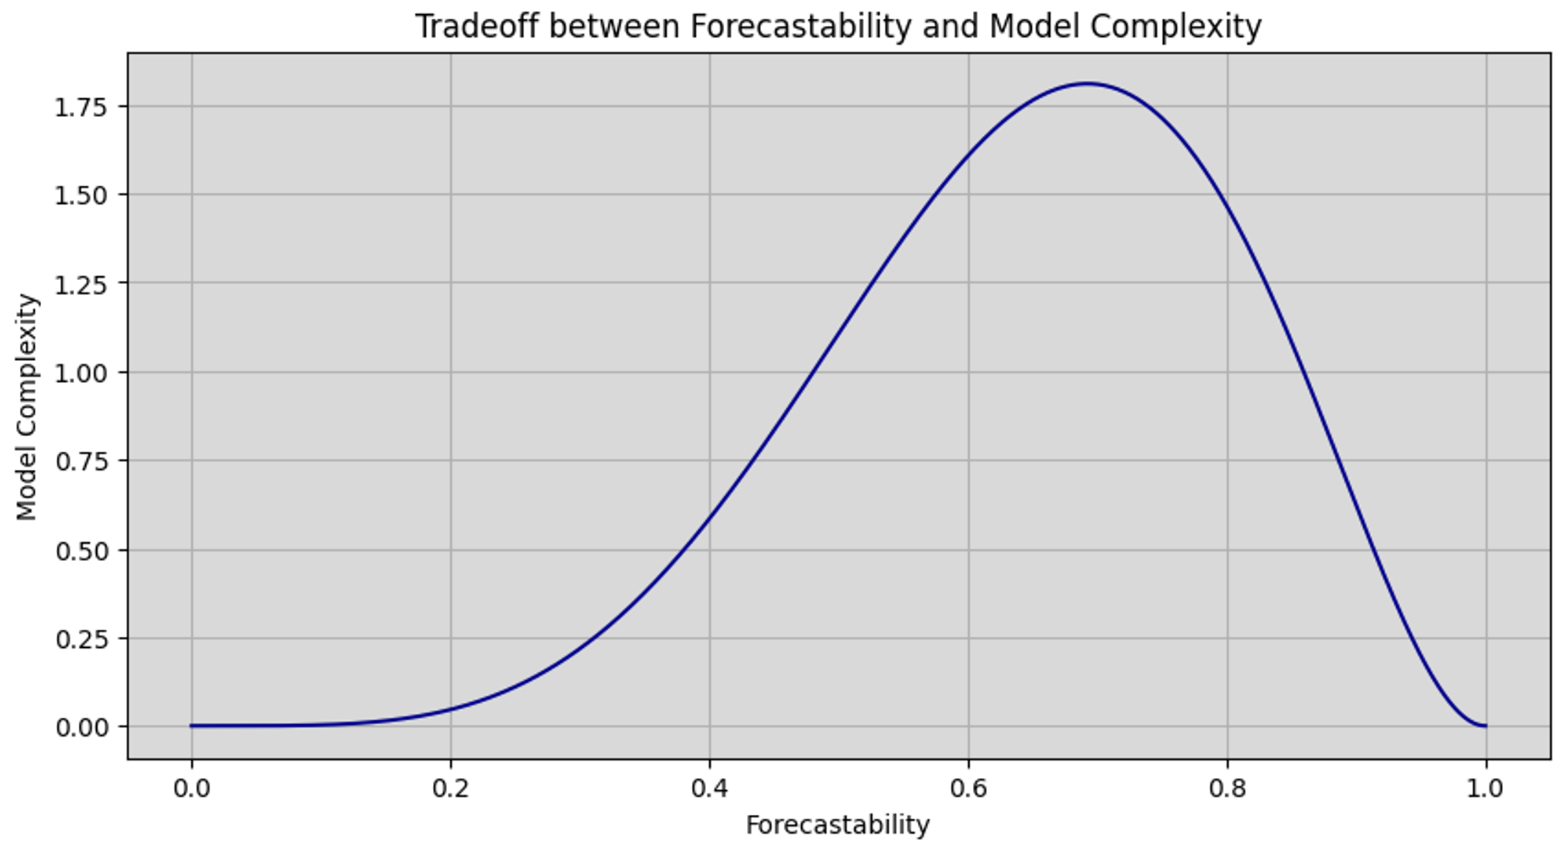 Tradeoff between Forecastability and Model Complexity
Model Complexity
1.75
1.50
1.25
1.00
0.75
0.50
0.25
0.00
0.0 0.2 0.4 0.6 0.8 1.0
Forecastability